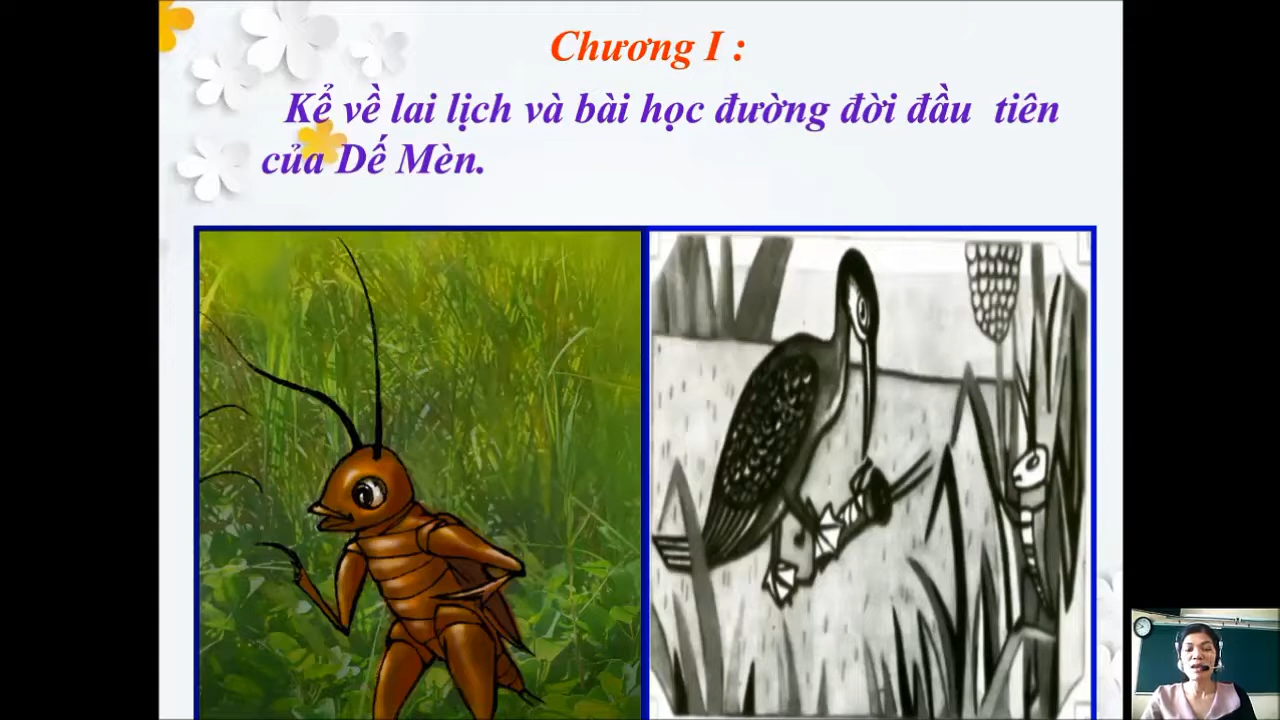 Chương I :
Kể về lai lịch và bài học đường đời đầu tiên
của Dế Mèn.